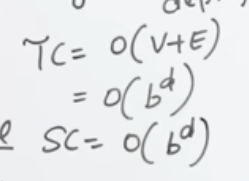 TC = O(V+E)
= O(b^d)
SC = O(b^d)